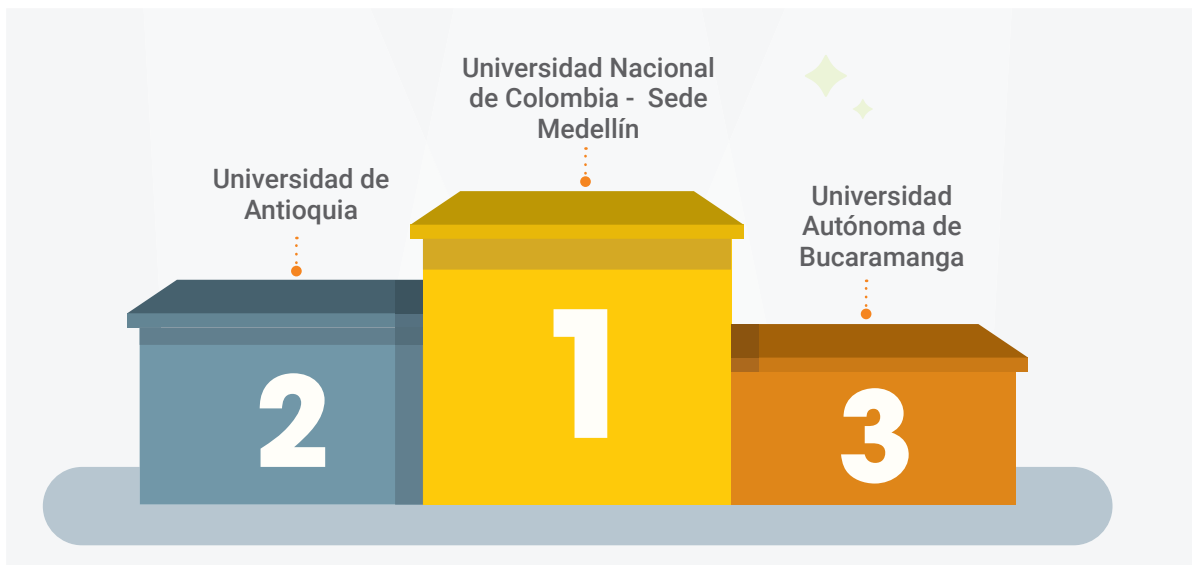 Universidad Nacional
de Colombia - Sede
Medellín
Universidad de
Antioquia
Universidad
Autónoma de
Bucaramanga
1
2
3